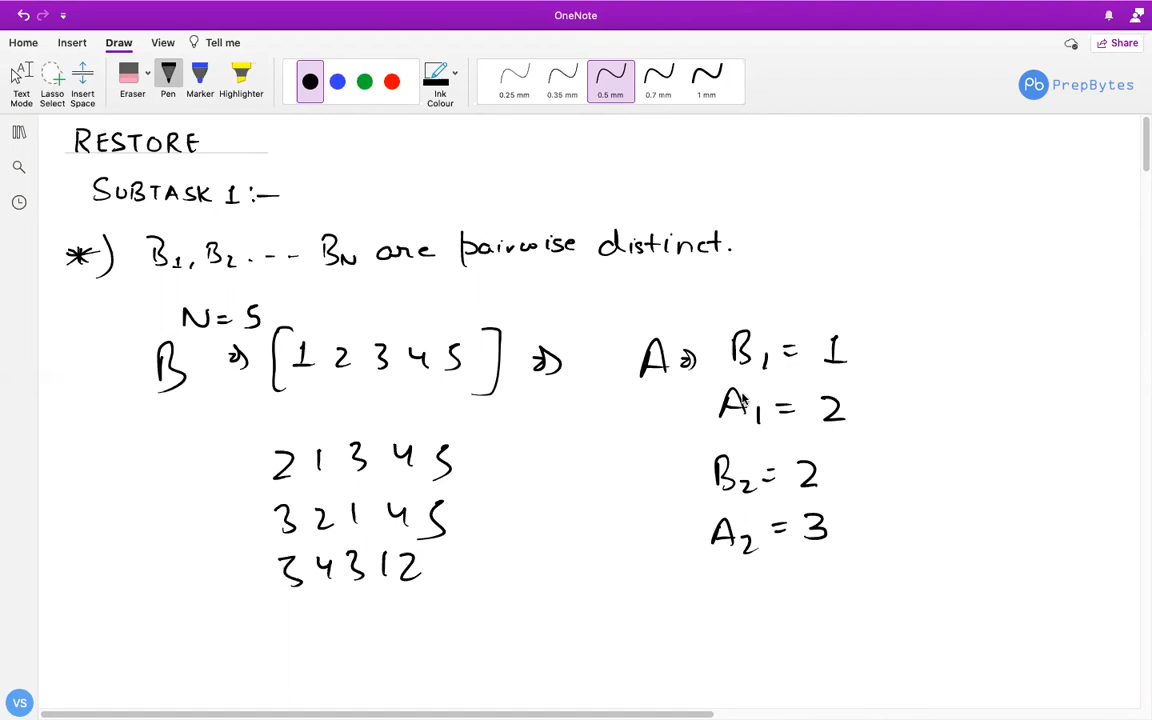 OneNote
Home Insert Draw View Tell me
Share
Text Mode
Lasso Select
Insert Space
Eraser
Pen
Marker
Highlighter
Ink Colour
0.25 mm
0.35 mm
0.5 mm
0.7 mm
1 mm
Pb PrepBytes
RESTORE
SUBTASK 1 :-
*) B1, B2 . --- BN are pairwise distinct.
N = 5
B ⇒ [1 2 3 4 5] ⇒ A ⇒ B1 = 1
A1 = 2
2 1 3 4 5
B2 = 2
3 2 1 4 5
A2 = 3
5 4 3 1 2
VS